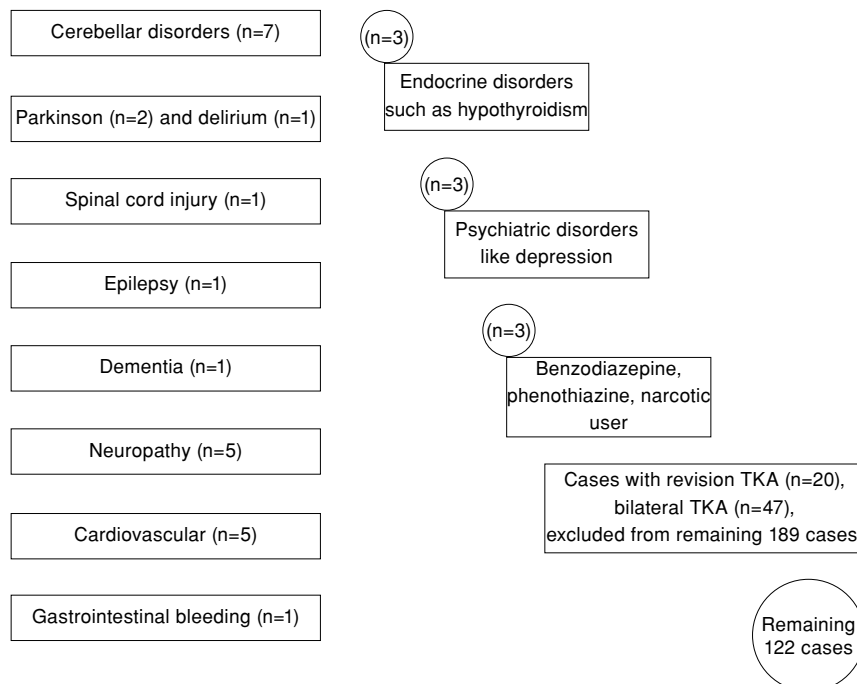 Cerebellar disorders (n=7)
Parkinson (n=2) and delirium (n=1)
Spinal cord injury (n=1)
Epilepsy (n=1)
Dementia (n=1)
Neuropathy (n=5)
Cardiovascular (n=5)
Gastrointestinal bleeding (n=1)
(n=3)
Endocrine disorders
such as hypothyroidism
(n=3)
Psychiatric disorders
like depression
(n=3)
Benzodiazepine,
phenothiazine, narcotic
user
Cases with revision TKA (n=20),
bilateral TKA (n=47),
excluded from remaining 189 cases
Remaining
122 cases